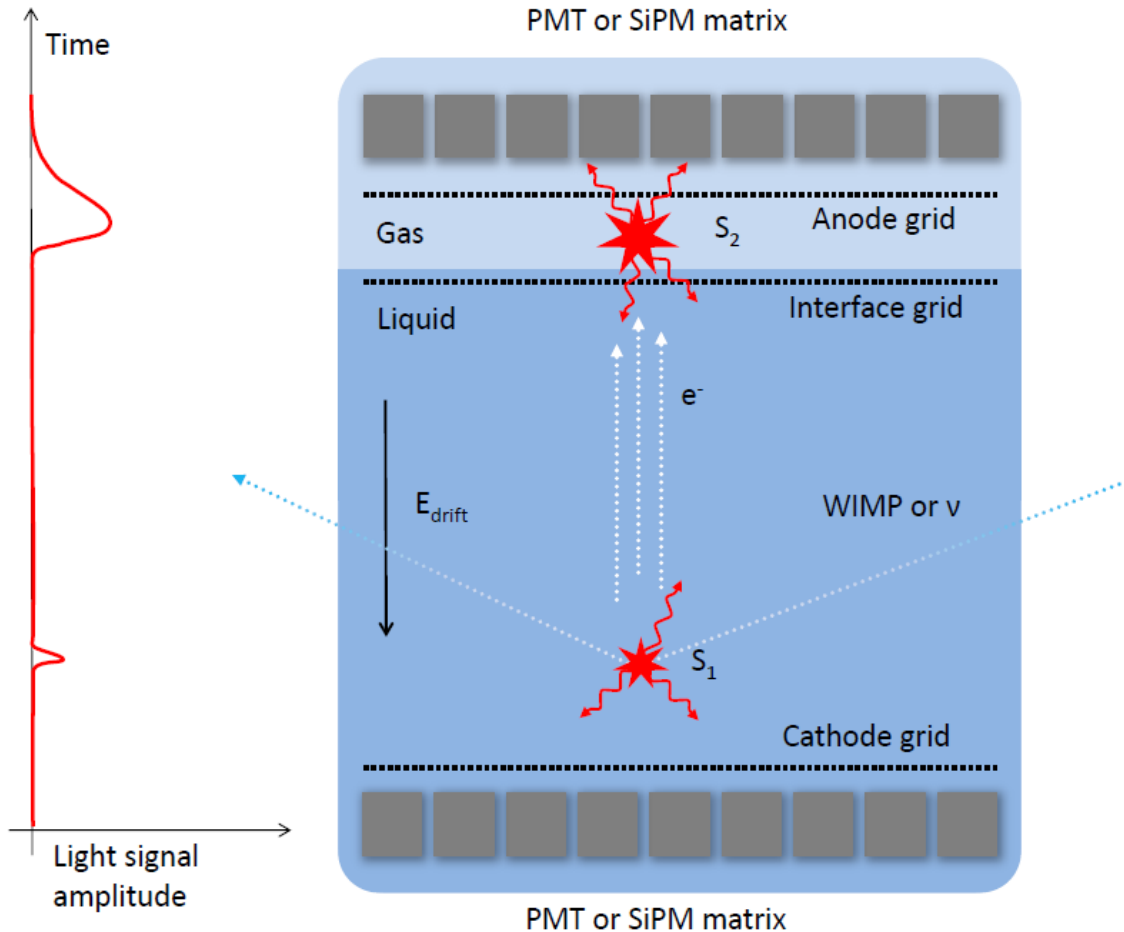 PMT or SiPM matrix
Time
Gas
S2
Anode grid
Liquid
Interface grid
e-
Edrift
WIMP or ν
S1
Cathode grid
Light signal
amplitude
PMT or SiPM matrix